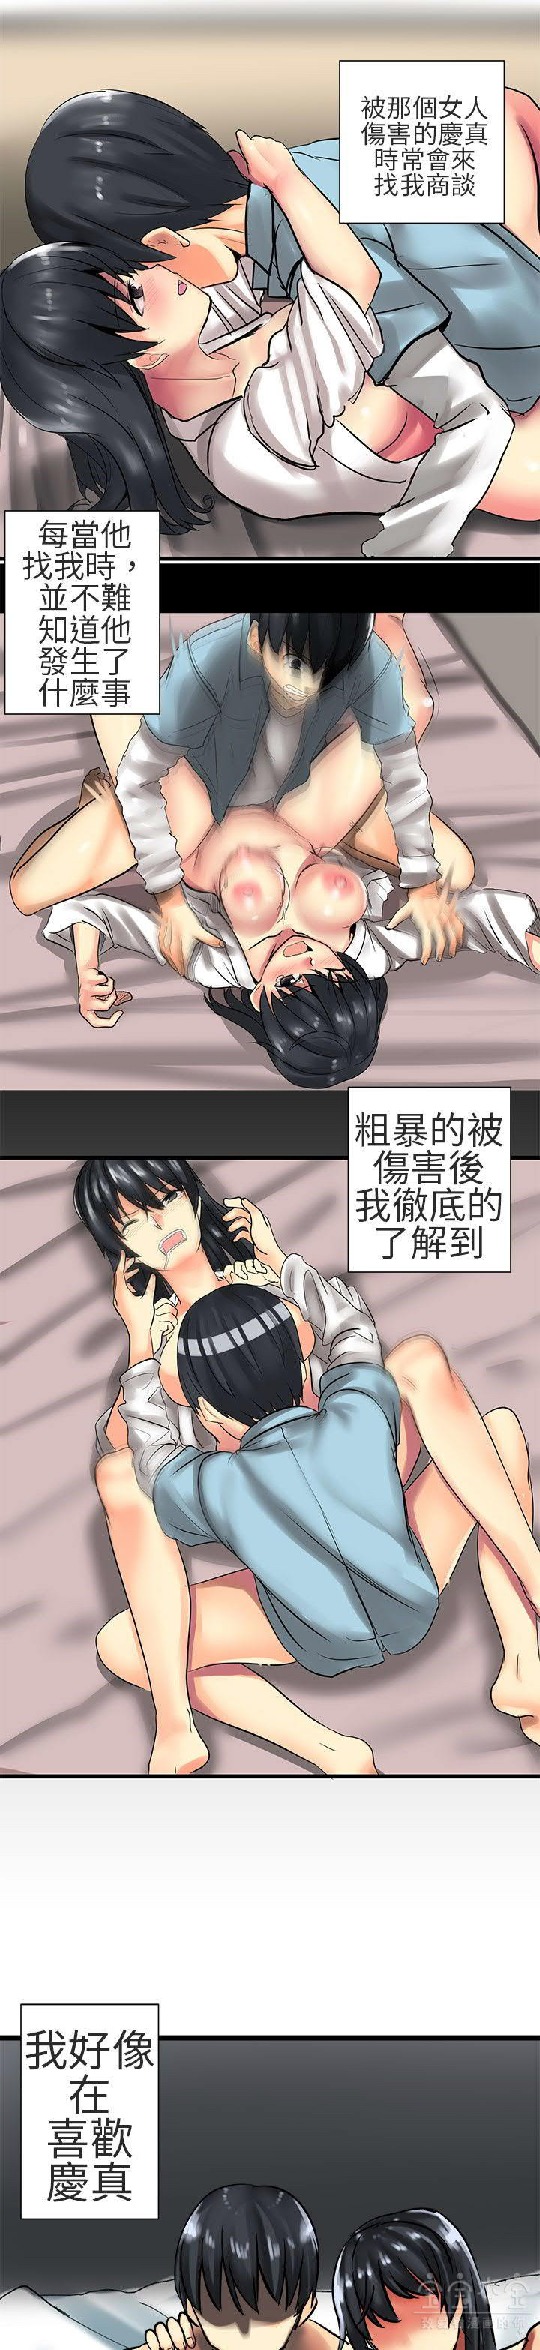 被那個女人
傷害的慶真
時常會來
找我商談
每當他
找我時，
並不難
知道他
發生了
什麼事
粗暴的被
傷害後
我徹底的
了解到
我好像
在
喜歡
慶真